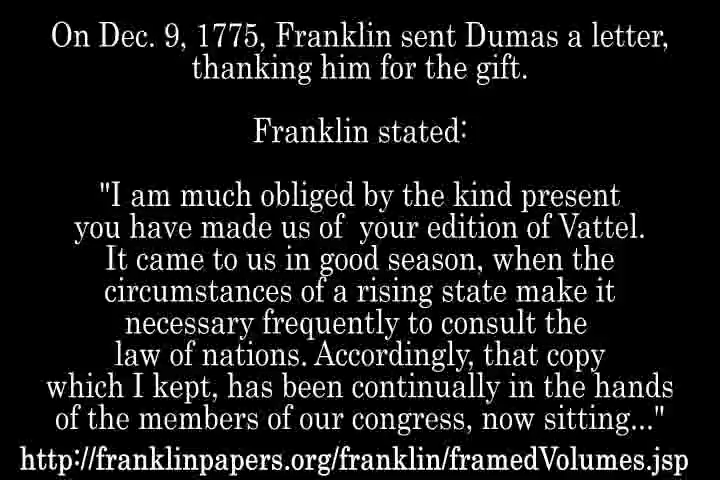 On Dec. 9, 1775, Franklin sent Dumas a letter,
thanking him for the gift.
Franklin stated:
"I am much obliged by the kind present
you have made us of  your edition of Vattel.
It came to us in good season, when the
circumstances of a rising state make it
necessary frequently to consult the
law of nations. Accordingly, that copy
which I kept, has been continually in the hands
of the members of our congress, now sitting..."
http://franklinpapers.org/franklin/framedVolumes.jsp